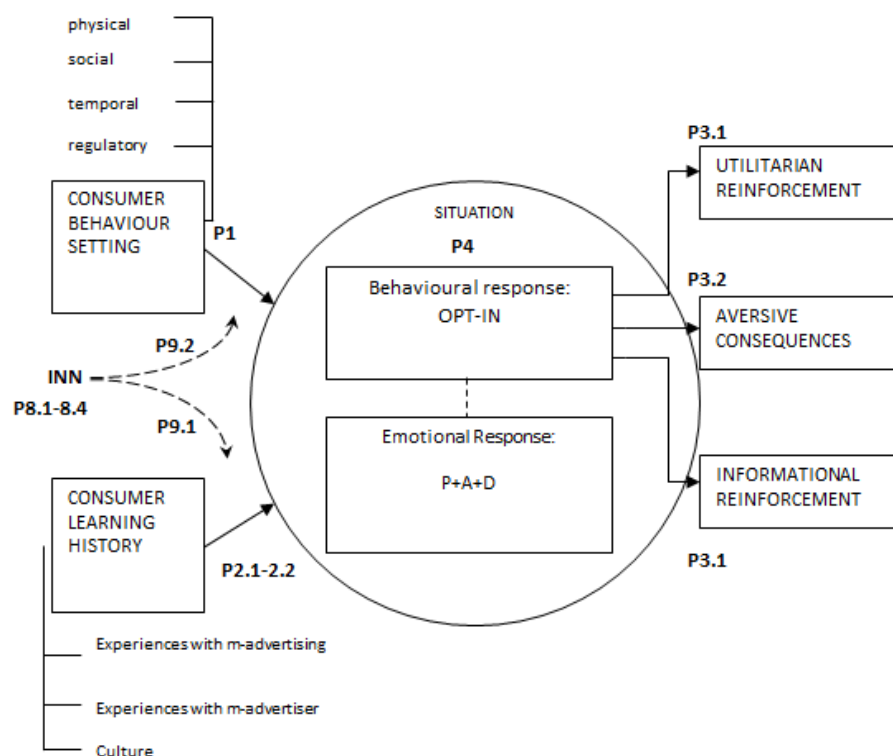 physical
social
temporal
regulatory
CONSUMER
BEHAVIOUR
SETTING
P1
SITUATION
P4
Behavioural response:
OPT-IN
Emotional Response:
P+A+D
P3.1
UTILITARIAN
REINFORCEMENT
P3.2
AVERSIVE
CONSEQUENCES
INFORMATIONAL
REINFORCEMENT
P3.1
P9.2
INN
P8.1-8.4
P9.1
CONSUMER
LEARNING
HISTORY
P2.1-2.2
Experiences with m-advertising
Experiences with m-advertiser
Culture